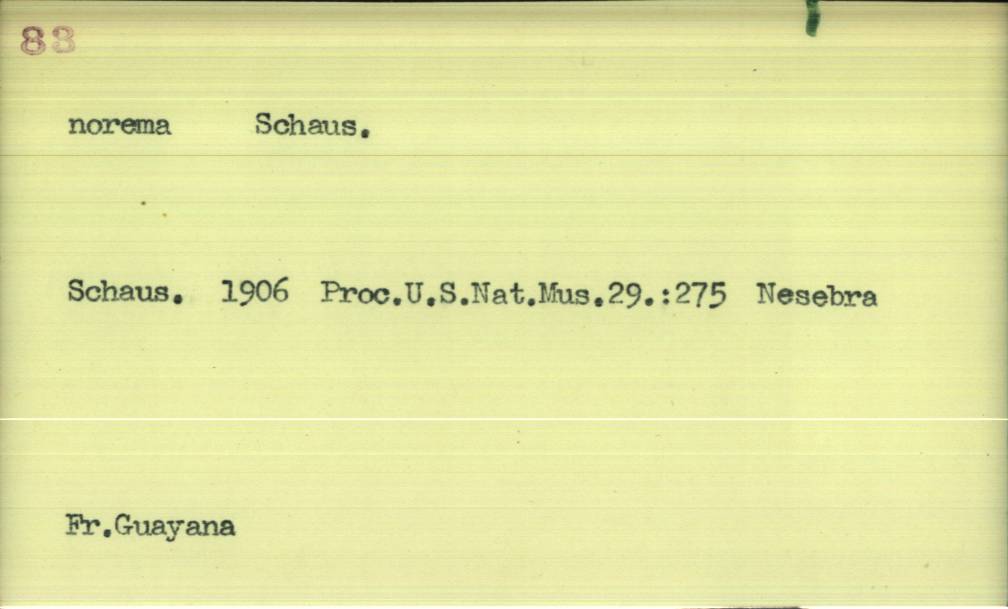 88
norema Schaus.
Schaus. 1906 Proc.U.S.Nat.Mus.29.:275 Nesebra
Fr.Guayana